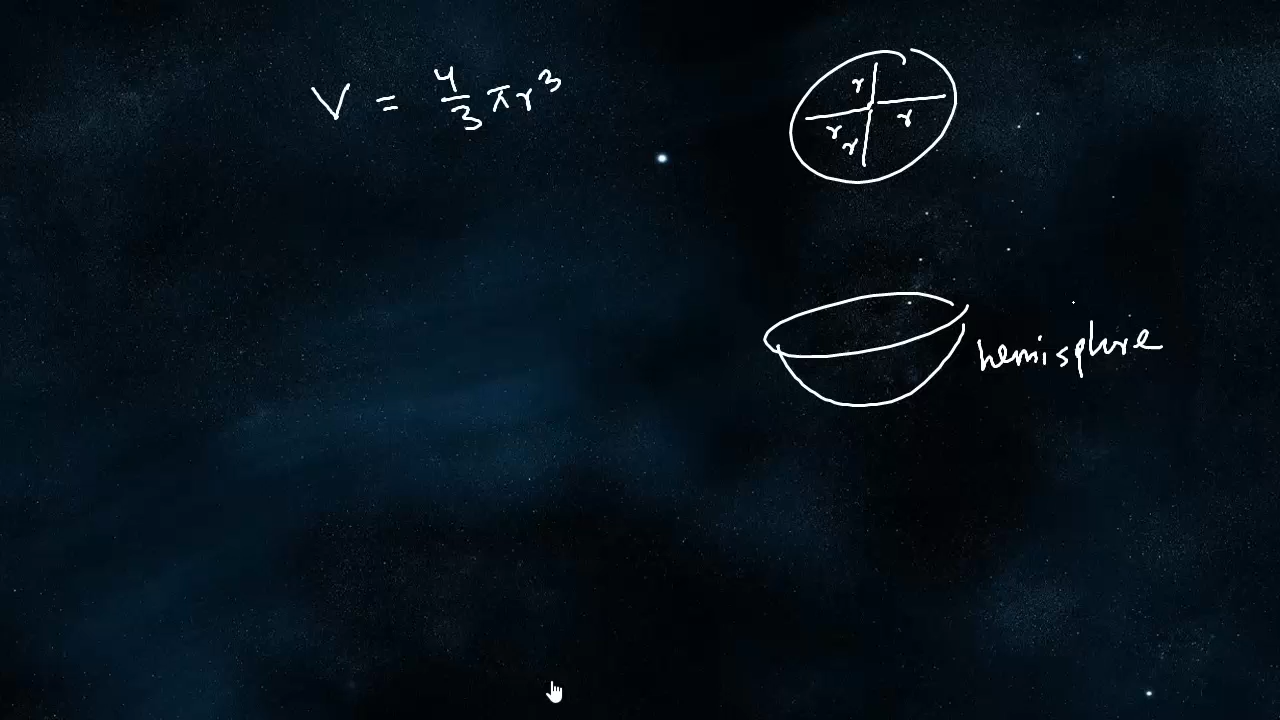 V = 4/3 πr³
r
r
r
r
hemisphere